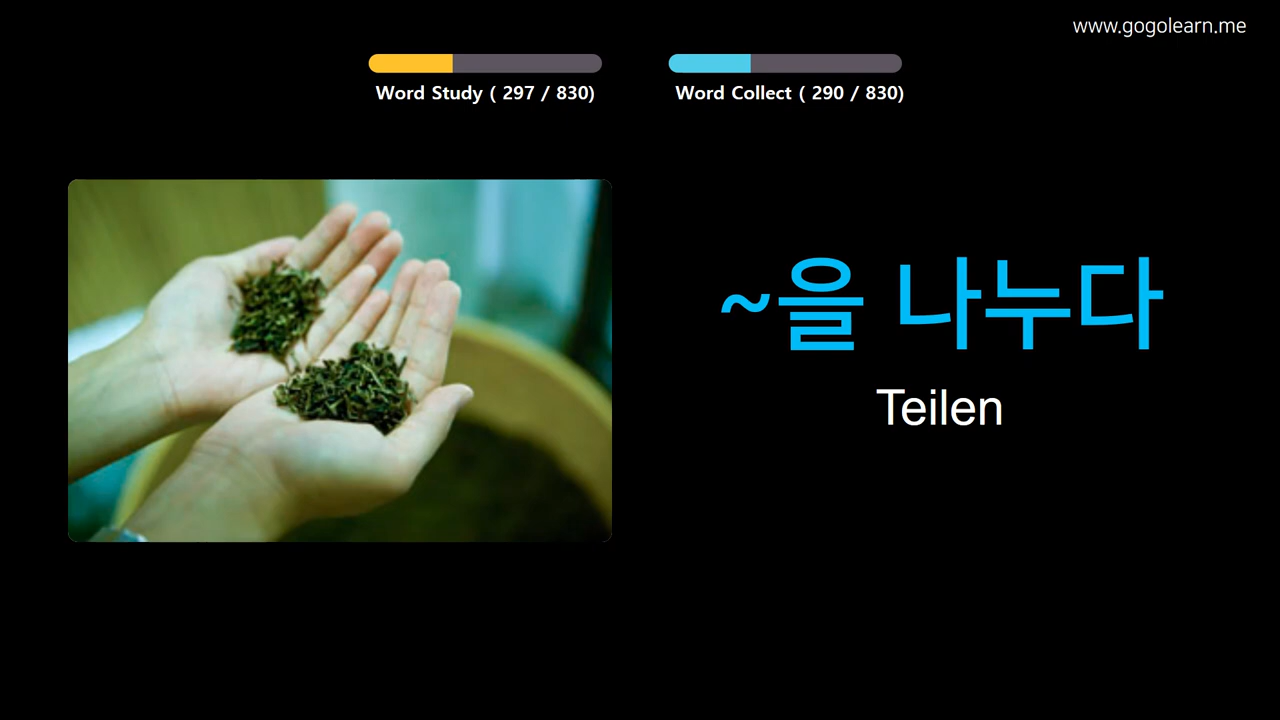 www.gogolearn.me
Word Study ( 297 / 830)
Word Collect ( 290 / 830)
~을 나누다
Teilen